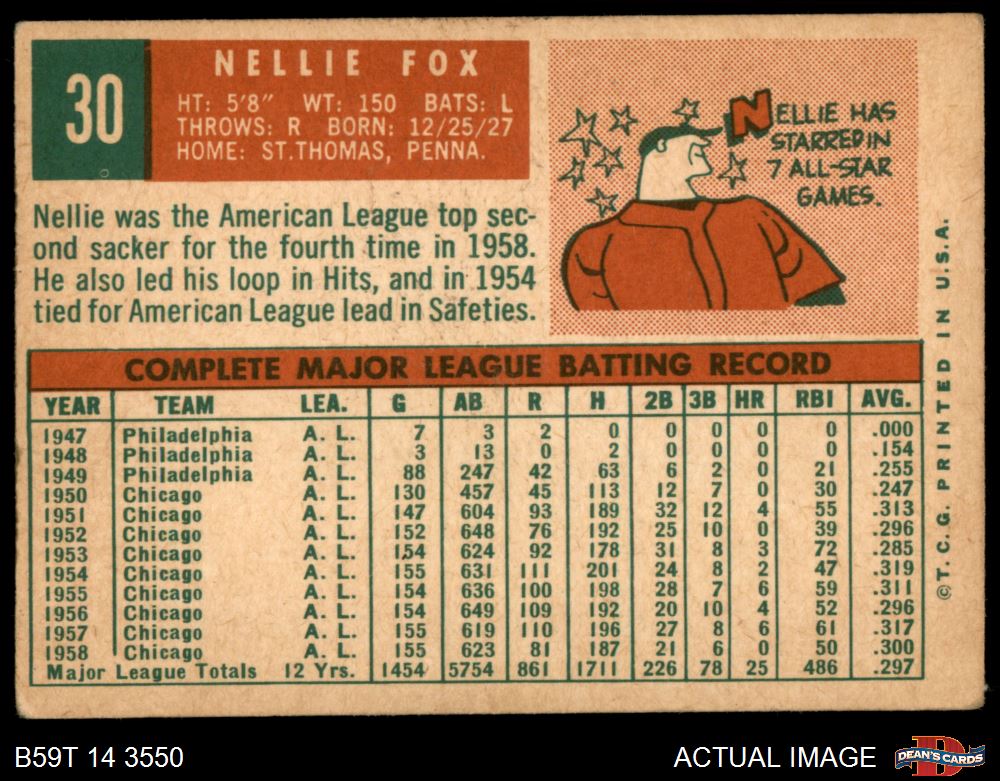 30
NELLIE FOX
HT: 5'8" WT: 150 BATS: L
THROWS: R BORN: 12/25/27
HOME: ST. THOMAS, PENNA.
Nellie was the American League top sec-
ond sacker for the fourth time in 1958.
He also led his loop in Hits, and in 1954
tied for American League lead in Safeties.
NELLIE HAS
STARRED IN
7 ALL-STAR
GAMES.
COMPLETE MAJOR LEAGUE BATTING RECORD
YEAR TEAM LEA. G AB R H 2B 3B HR RBI AVG.
1947 Philadelphia A. L. 7 3 2 0 0 0 0 0 .000
1948 Philadelphia A. L. 3 13 0 2 0 0 0 0 .154
1949 Philadelphia A. L. 88 247 42 63 6 2 0 21 .255
1950 Chicago A. L. 130 457 45 113 12 7 0 30 .247
1951 Chicago A. L. 147 604 93 189 32 12 4 55 .313
1952 Chicago A. L. 152 648 76 192 25 10 0 39 .296
1953 Chicago A. L. 154 624 92 178 31 8 3 72 .285
1954 Chicago A. L. 155 631 111 201 24 8 2 47 .319
1955 Chicago A. L. 154 636 100 198 28 7 6 59 .311
1956 Chicago A. L. 154 649 109 192 20 10 4 52 .296
1957 Chicago A. L. 155 619 110 196 27 8 6 61 .317
1958 Chicago A. L. 155 623 81 187 21 6 0 50 .300
Major League Totals 12 Yrs. 1454 5754 861 1711 226 78 25 486 .297
© T. C. G. PRINTED IN U.S.A.
B59T 14 3550
ACTUAL IMAGE
DEAN'S CARDS